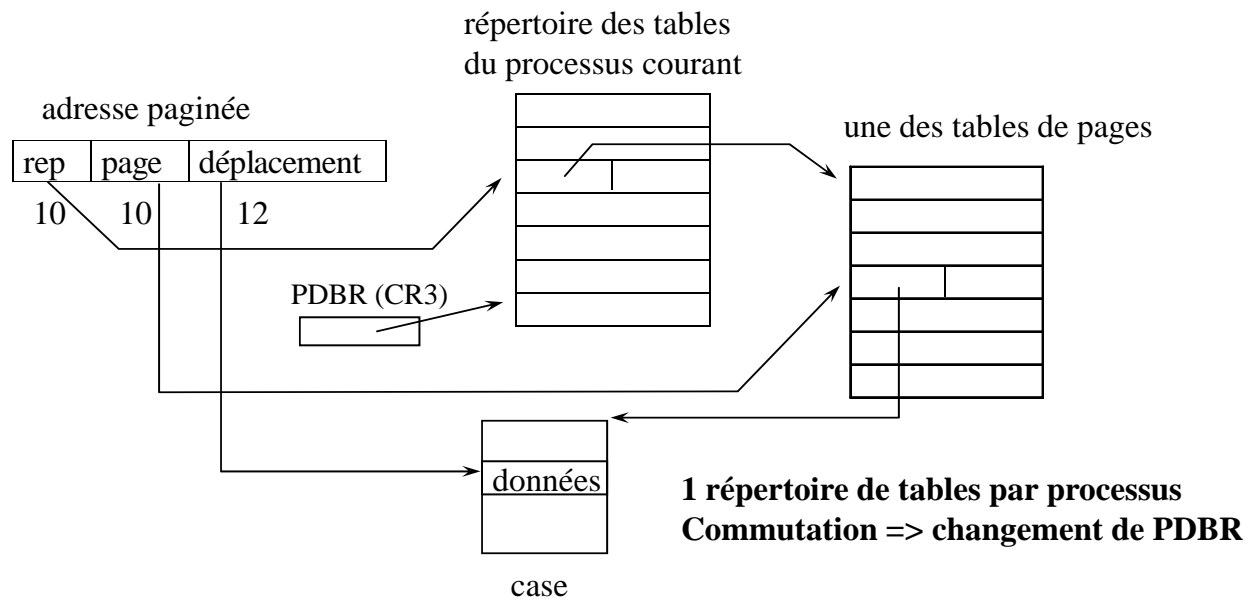 répertoire des tables
du processus courant
adresse paginée
une des tables de pages
rep page déplacement
10 10 12
PDBR (CR3)
données
1 répertoire de tables par processus
Commutation => changement de PDBR
case